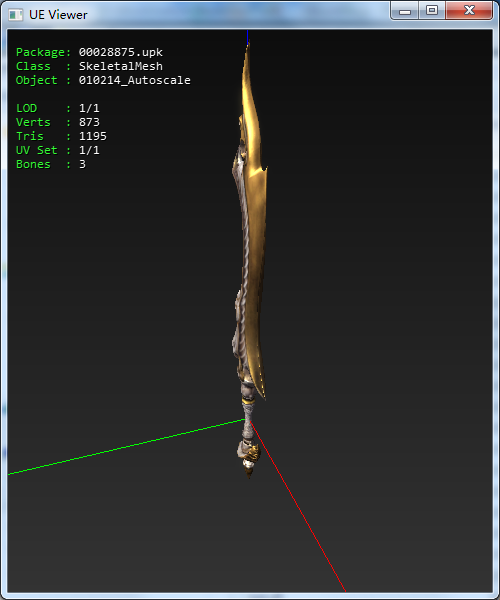 UE Viewer
Package: 00028875.upk
Class  : SkeletalMesh
Object : 010214_Autoscale
LOD    : 1/1
Verts  : 873
Tris   : 1195
UV Set : 1/1
Bones  : 3